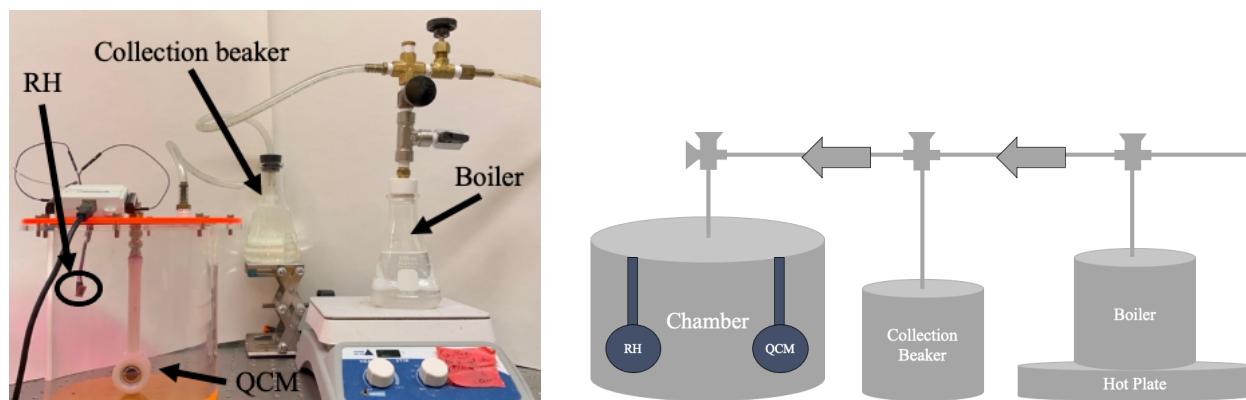 Collection beaker
RH
Boiler
QCM
Chamber
RH
QCM
Collection
Beaker
Boiler
Hot Plate